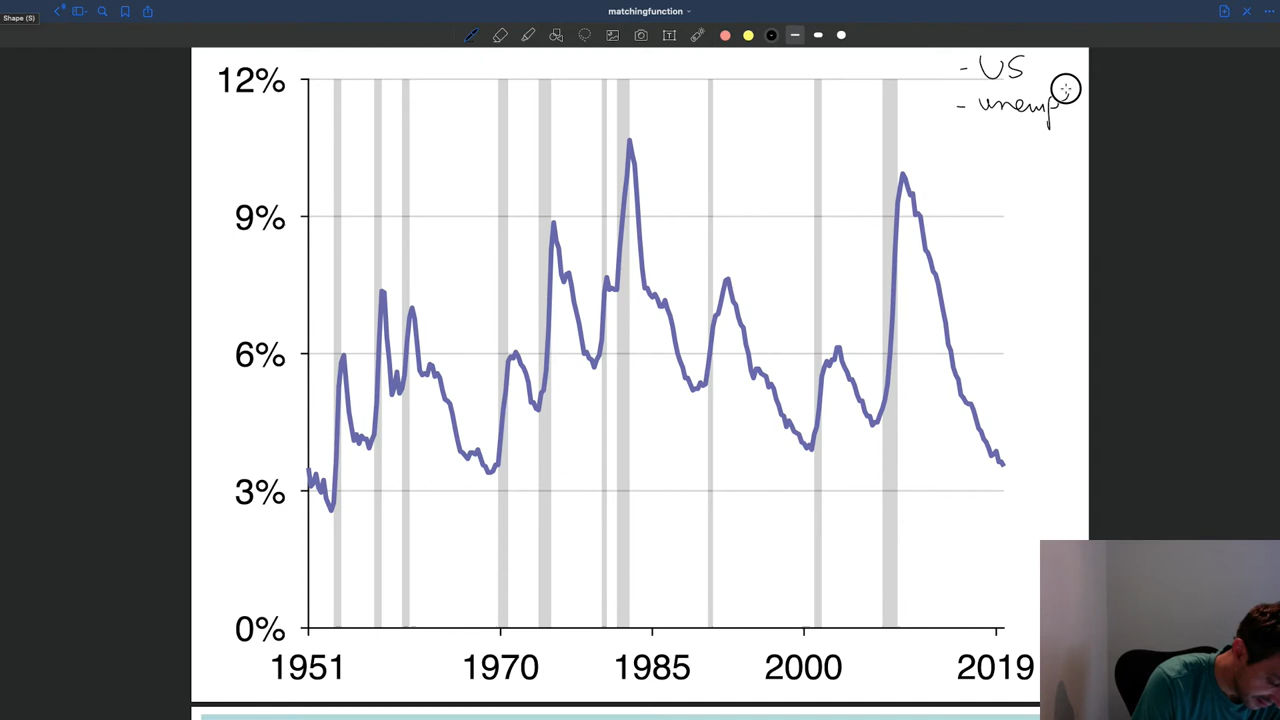 matchingfunction
Shape (S)
- US
- unemp
12%
9%
6%
3%
0%
1951 1970 1985 2000 2019